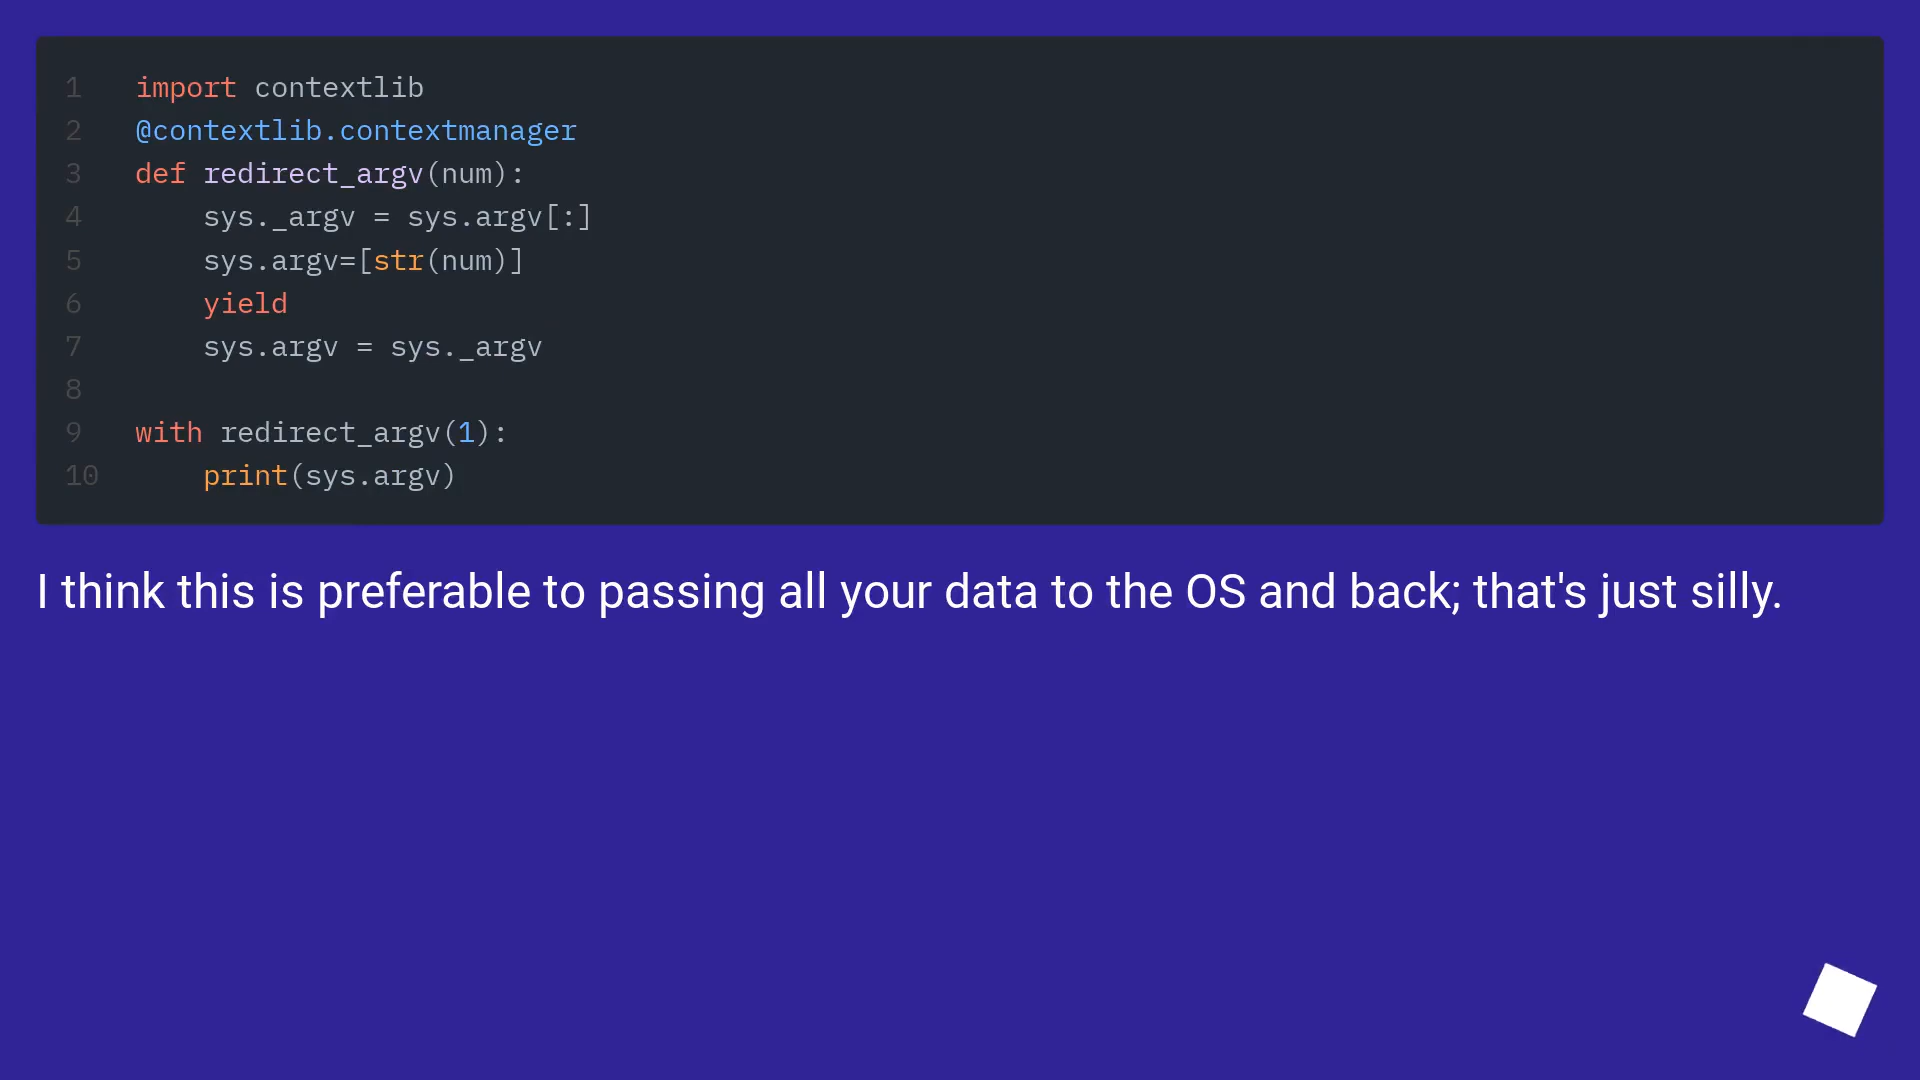 1 import contextlib
2 @contextlib.contextmanager
3 def redirect_argv(num):
4     sys._argv = sys.argv[:]
5     sys.argv=[str(num)]
6     yield
7     sys.argv = sys._argv
8
9 with redirect_argv(1):
10     print(sys.argv)
I think this is preferable to passing all your data to the OS and back; that's just silly.